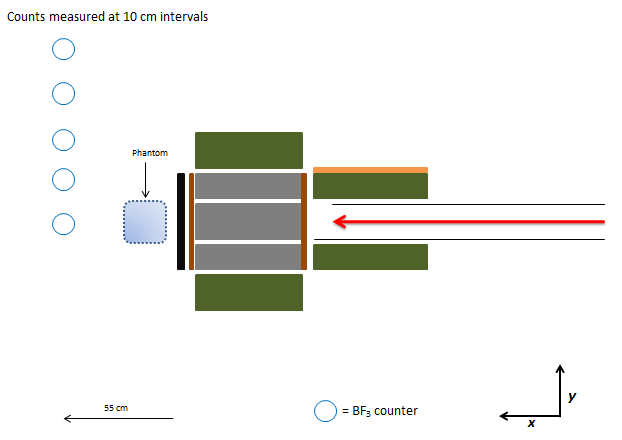 Counts measured at 10 cm intervals
Phantom
55 cm
= BF₃ counter
y
x